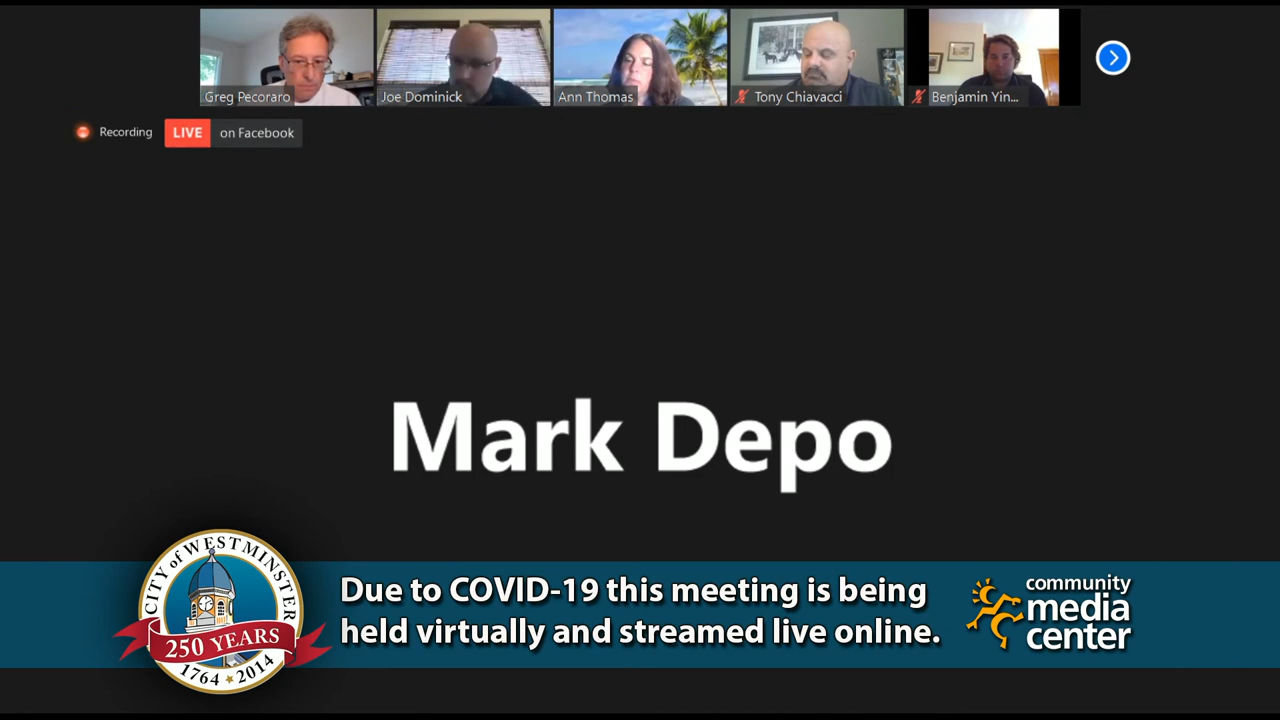 Greg Pecoraro
Joe Dominick
Ann Thomas
Tony Chiavacci
Benjamin Yin...
Recording
LIVE on Facebook
Mark Depo
CITY of WESTMINSTER
250 YEARS
1764 ★ 2014
Due to COVID-19 this meeting is being
held virtually and streamed live online.
community
media
center